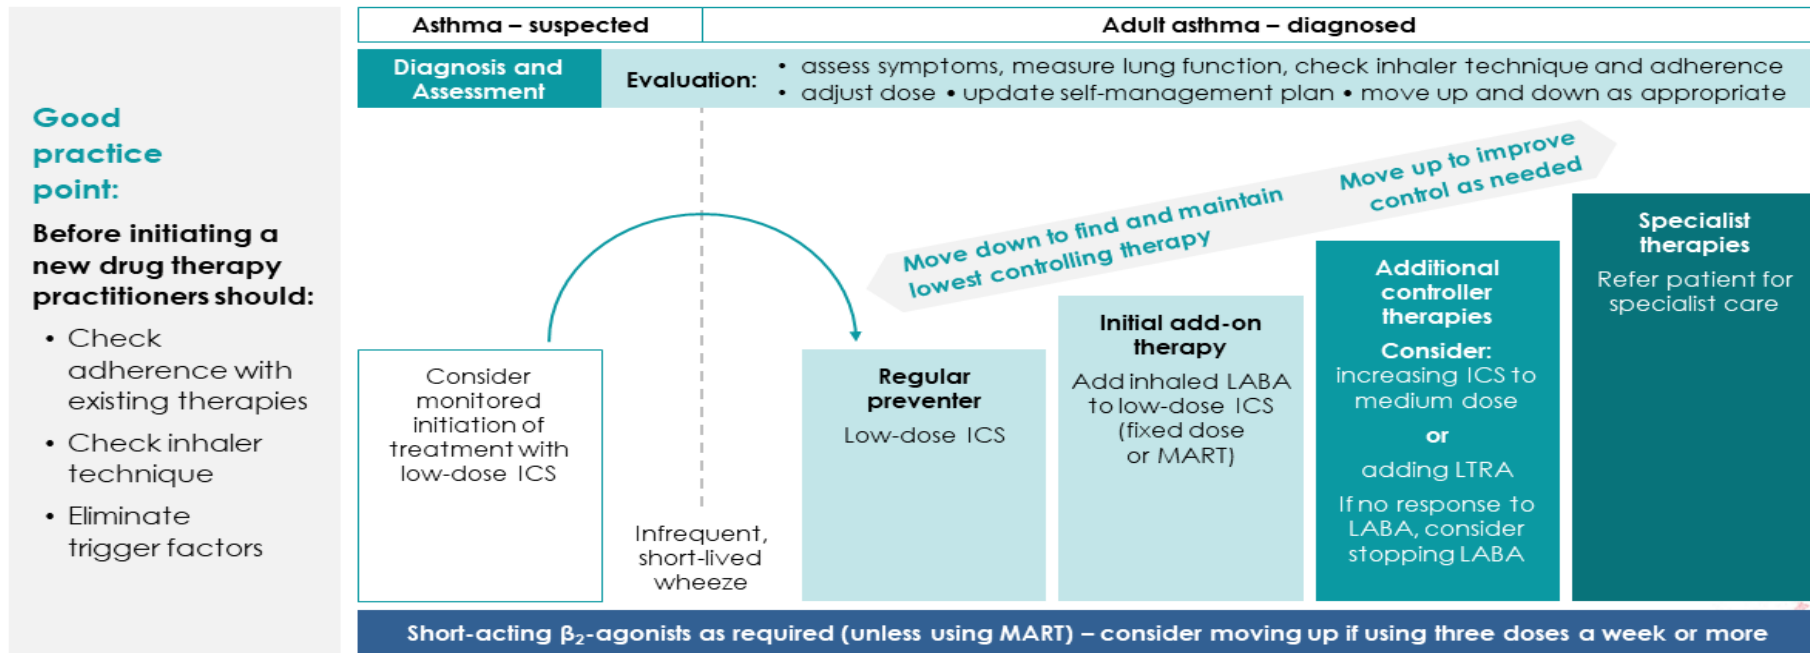 Good
practice
point:
Before initiating a
new drug therapy
practitioners should:
• Check
adherence with
existing therapies
• Check inhaler
technique
• Eliminate
trigger factors
Asthma – suspected
Adult asthma – diagnosed
Diagnosis and
Assessment
Evaluation:
• assess symptoms, measure lung function, check inhaler technique and adherence
• adjust dose • update self-management plan • move up and down as appropriate
Move down to find and maintain
lowest controlling therapy
Move up to improve
control as needed
Consider
monitored
initiation of
treatment with
low-dose ICS
Infrequent,
short-lived
wheeze
Regular
preventer
Low-dose ICS
Initial add-on
therapy
Add inhaled LABA
to low-dose ICS
(fixed dose
or MART)
Additional
controller
therapies
Consider:
increasing ICS to
medium dose
or
adding LTRA
If no response to
LABA, consider
stopping LABA
Specialist
therapies
Refer patient for
specialist care
Short-acting β₂-agonists as required (unless using MART) – consider moving up if using three doses a week or more